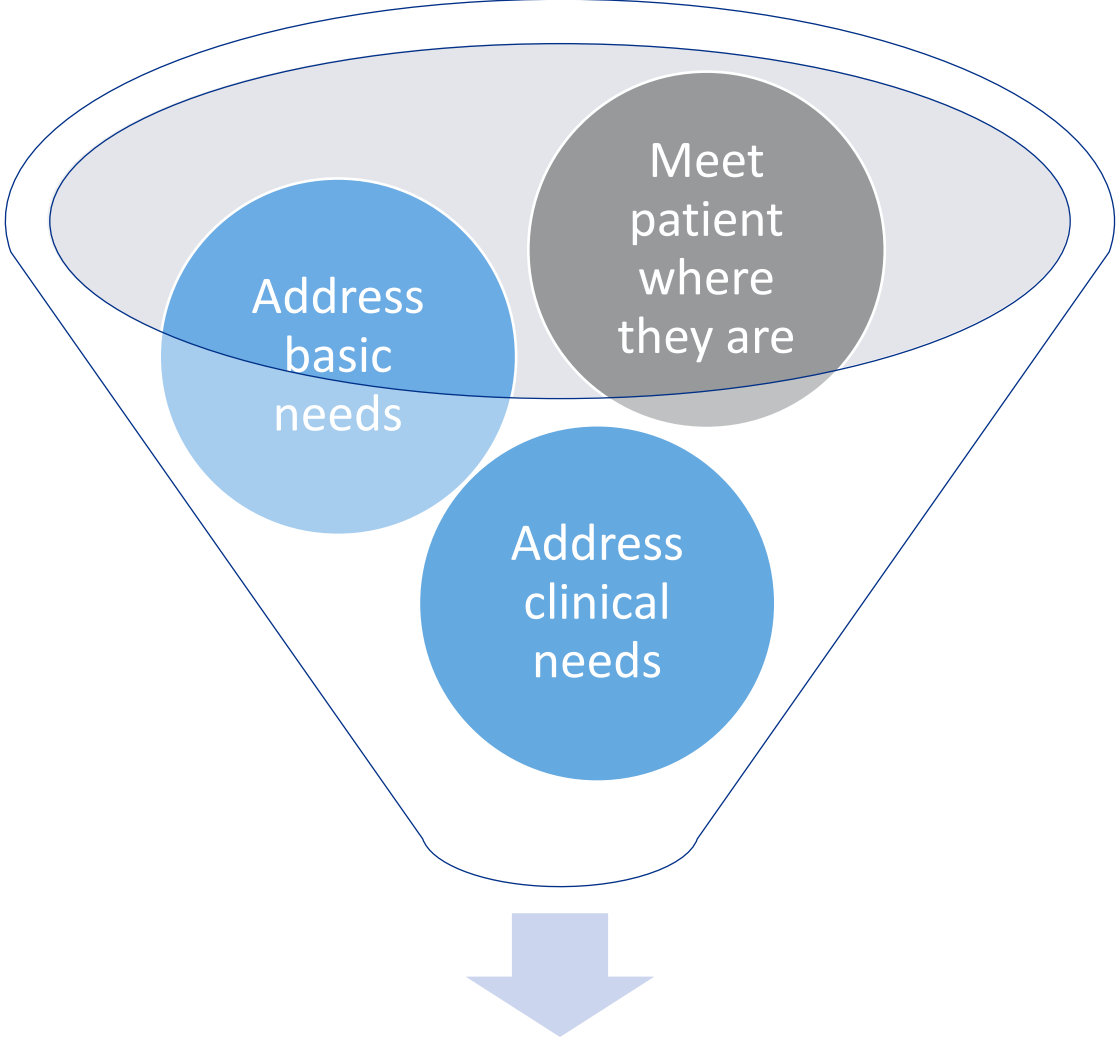 Meet
patient
where
they are
Address
basic
needs
Address
clinical
needs